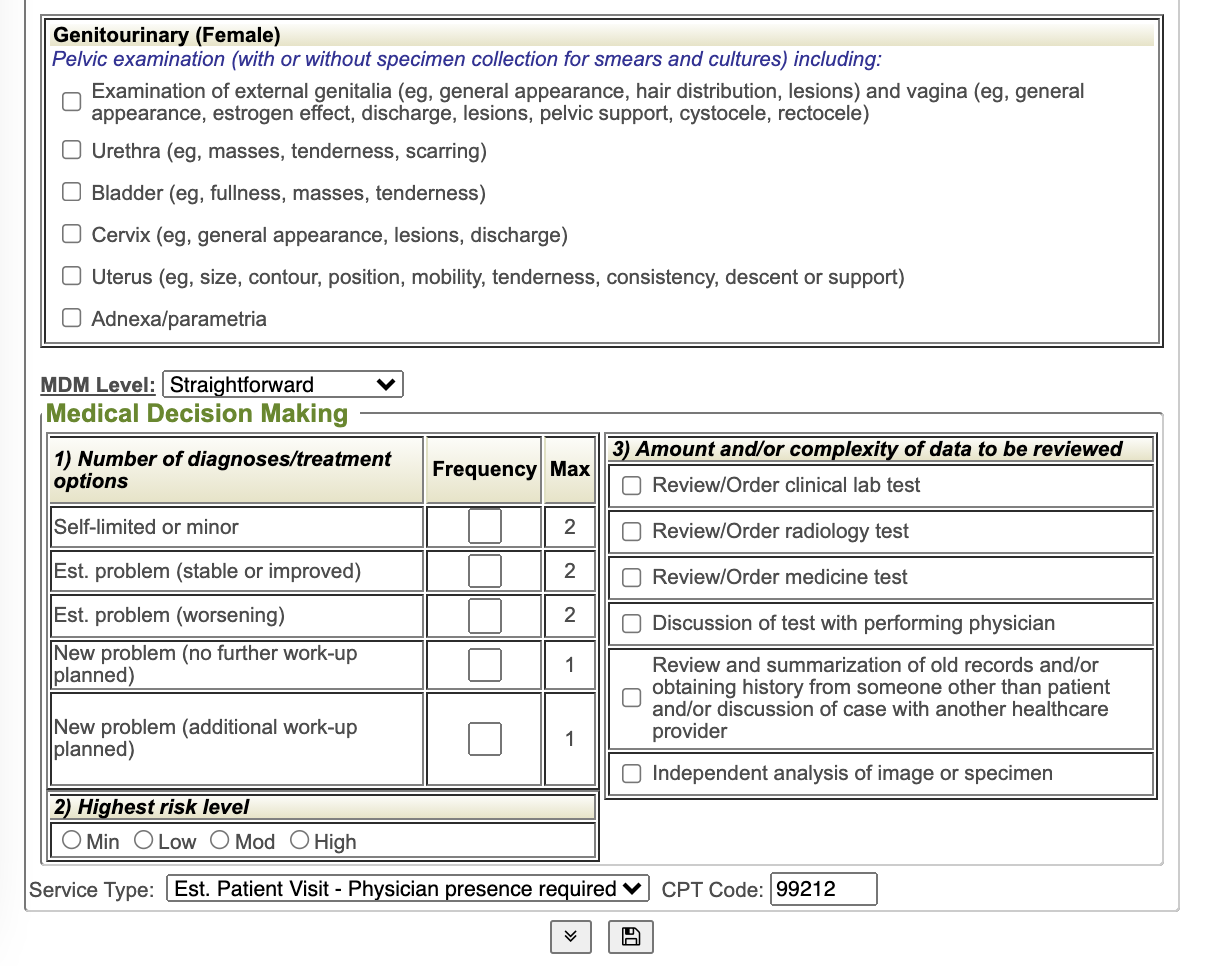 Genitourinary (Female)
Pelvic examination (with or without specimen collection for smears and cultures) including:
Examination of external genitalia (eg, general appearance, hair distribution, lesions) and vagina (eg, general
appearance, estrogen effect, discharge, lesions, pelvic support, cystocele, rectocele)
Urethra (eg, masses, tenderness, scarring)
Bladder (eg, fullness, masses, tenderness)
Cervix (eg, general appearance, lesions, discharge)
Uterus (eg, size, contour, position, mobility, tenderness, consistency, descent or support)
Adnexa/parametria
MDM Level: Straightforward
Medical Decision Making
1) Number of diagnoses/treatment
options
Frequency
Max
Self-limited or minor
2
Est. problem (stable or improved)
2
Est. problem (worsening)
2
New problem (no further work-up
planned)
1
New problem (additional work-up
planned)
1
2) Highest risk level
Min Low Mod High
3) Amount and/or complexity of data to be reviewed
Review/Order clinical lab test
Review/Order radiology test
Review/Order medicine test
Discussion of test with performing physician
Review and summarization of old records and/or
obtaining history from someone other than patient
and/or discussion of case with another healthcare
provider
Independent analysis of image or specimen
Service Type: Est. Patient Visit - Physician presence required CPT Code: 99212